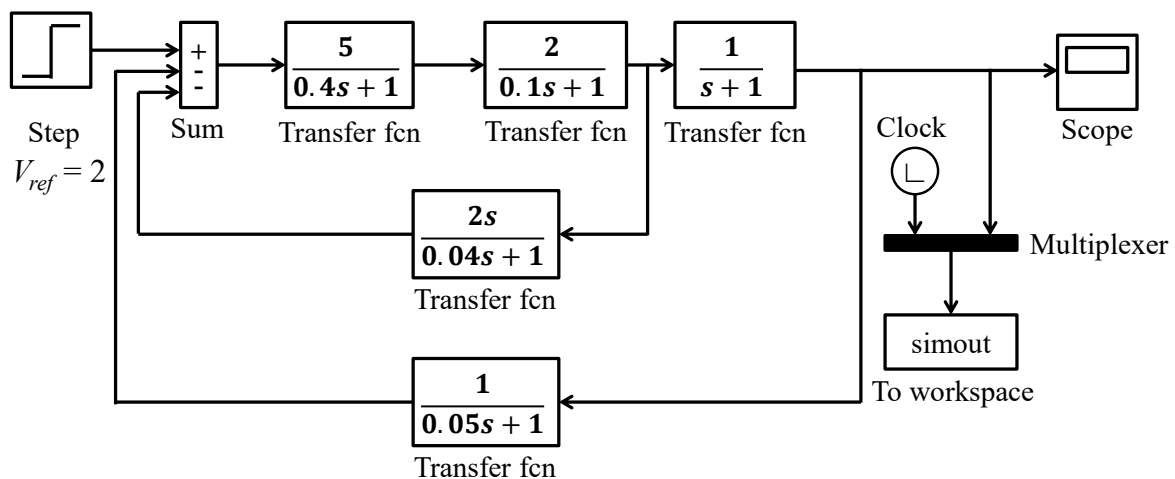 +
-
-
Step
V_ref = 2
Sum
5
0.4s + 1
Transfer fcn
2
0.1s + 1
Transfer fcn
1
s + 1
Transfer fcn
Scope
Clock
2s
0.04s + 1
Transfer fcn
Multiplexer
simout
To workspace
1
0.05s + 1
Transfer fcn